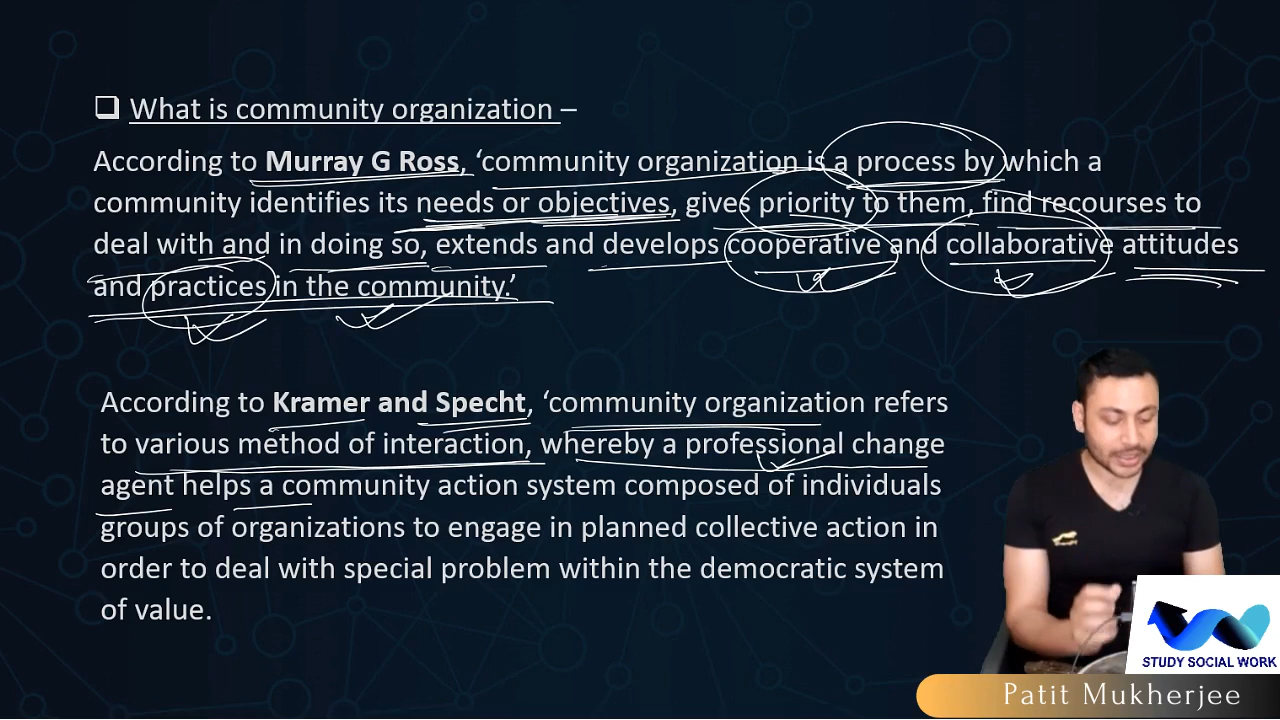 ❑ What is community organization –
According to Murray G Ross, ‘community organization is a process by which a
community identifies its needs or objectives, gives priority to them, find recourses to
deal with and in doing so, extends and develops cooperative and collaborative attitudes
and practices in the community.’
According to Kramer and Specht, ‘community organization refers
to various method of interaction, whereby a professional change
agent helps a community action system composed of individuals
groups of organizations to engage in planned collective action in
order to deal with special problem within the democratic system
of value.
STUDY SOCIAL WORK
Patit Mukherjee